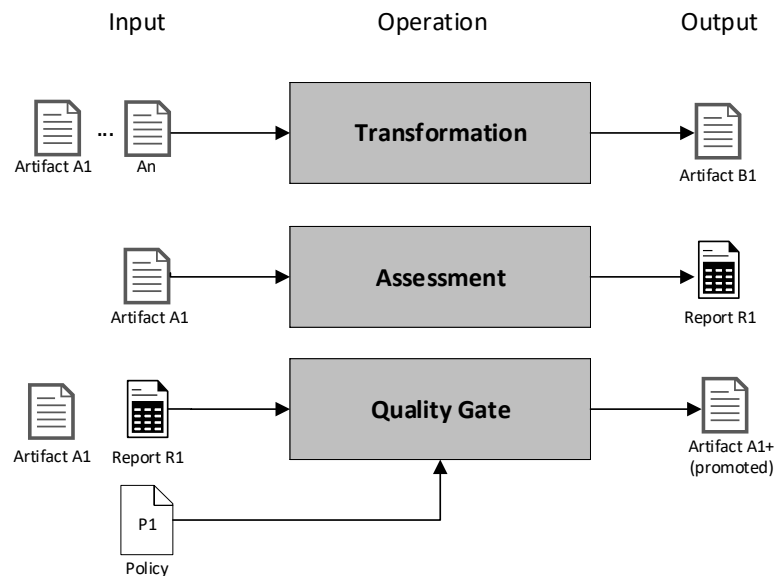 Input Operation Output
Transformation
... 
Artifact A1 An Artifact B1
Assessment
Artifact A1 Report R1
Quality Gate
Artifact A1 Report R1 Artifact A1+
(promoted)
P1
Policy